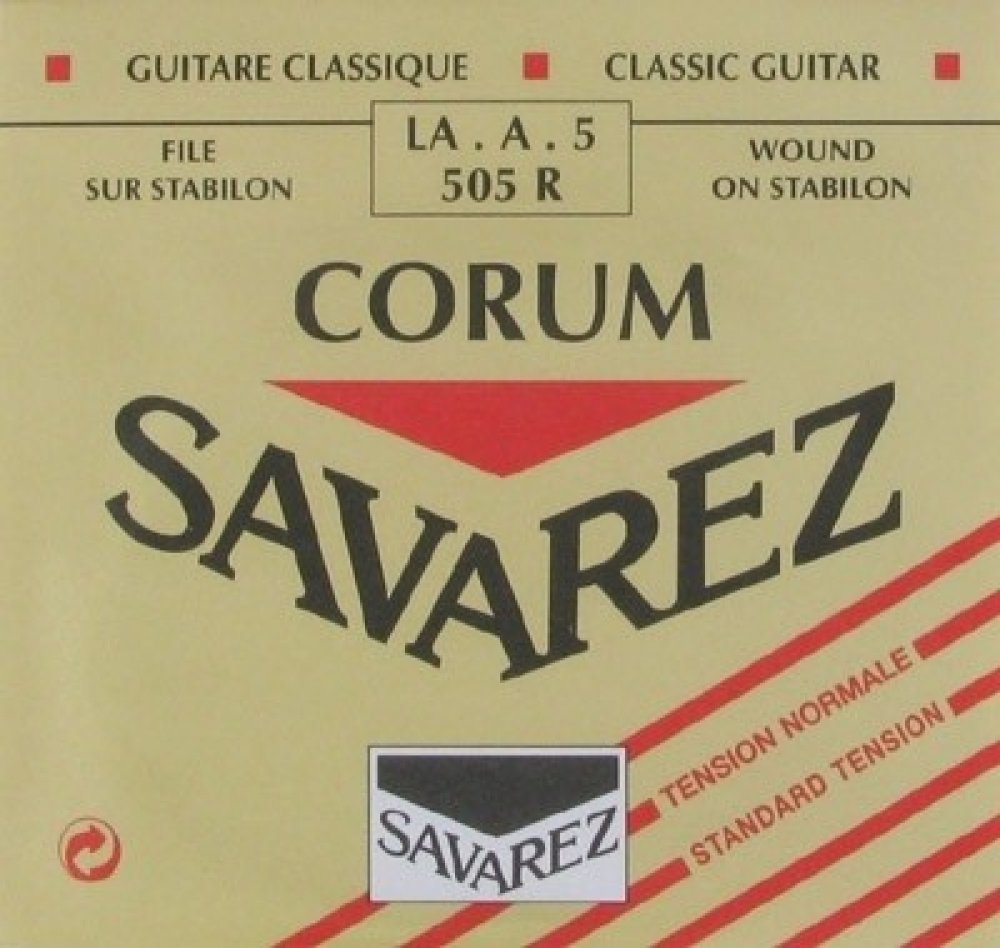 GUITARE CLASSIQUE
CLASSIC GUITAR
LA . A . 5
505 R
FILE
SUR STABILON
WOUND
ON STABILON
CORUM
SAVAREZ
TENSION NORMALE
STANDARD TENSION
SAVAREZ